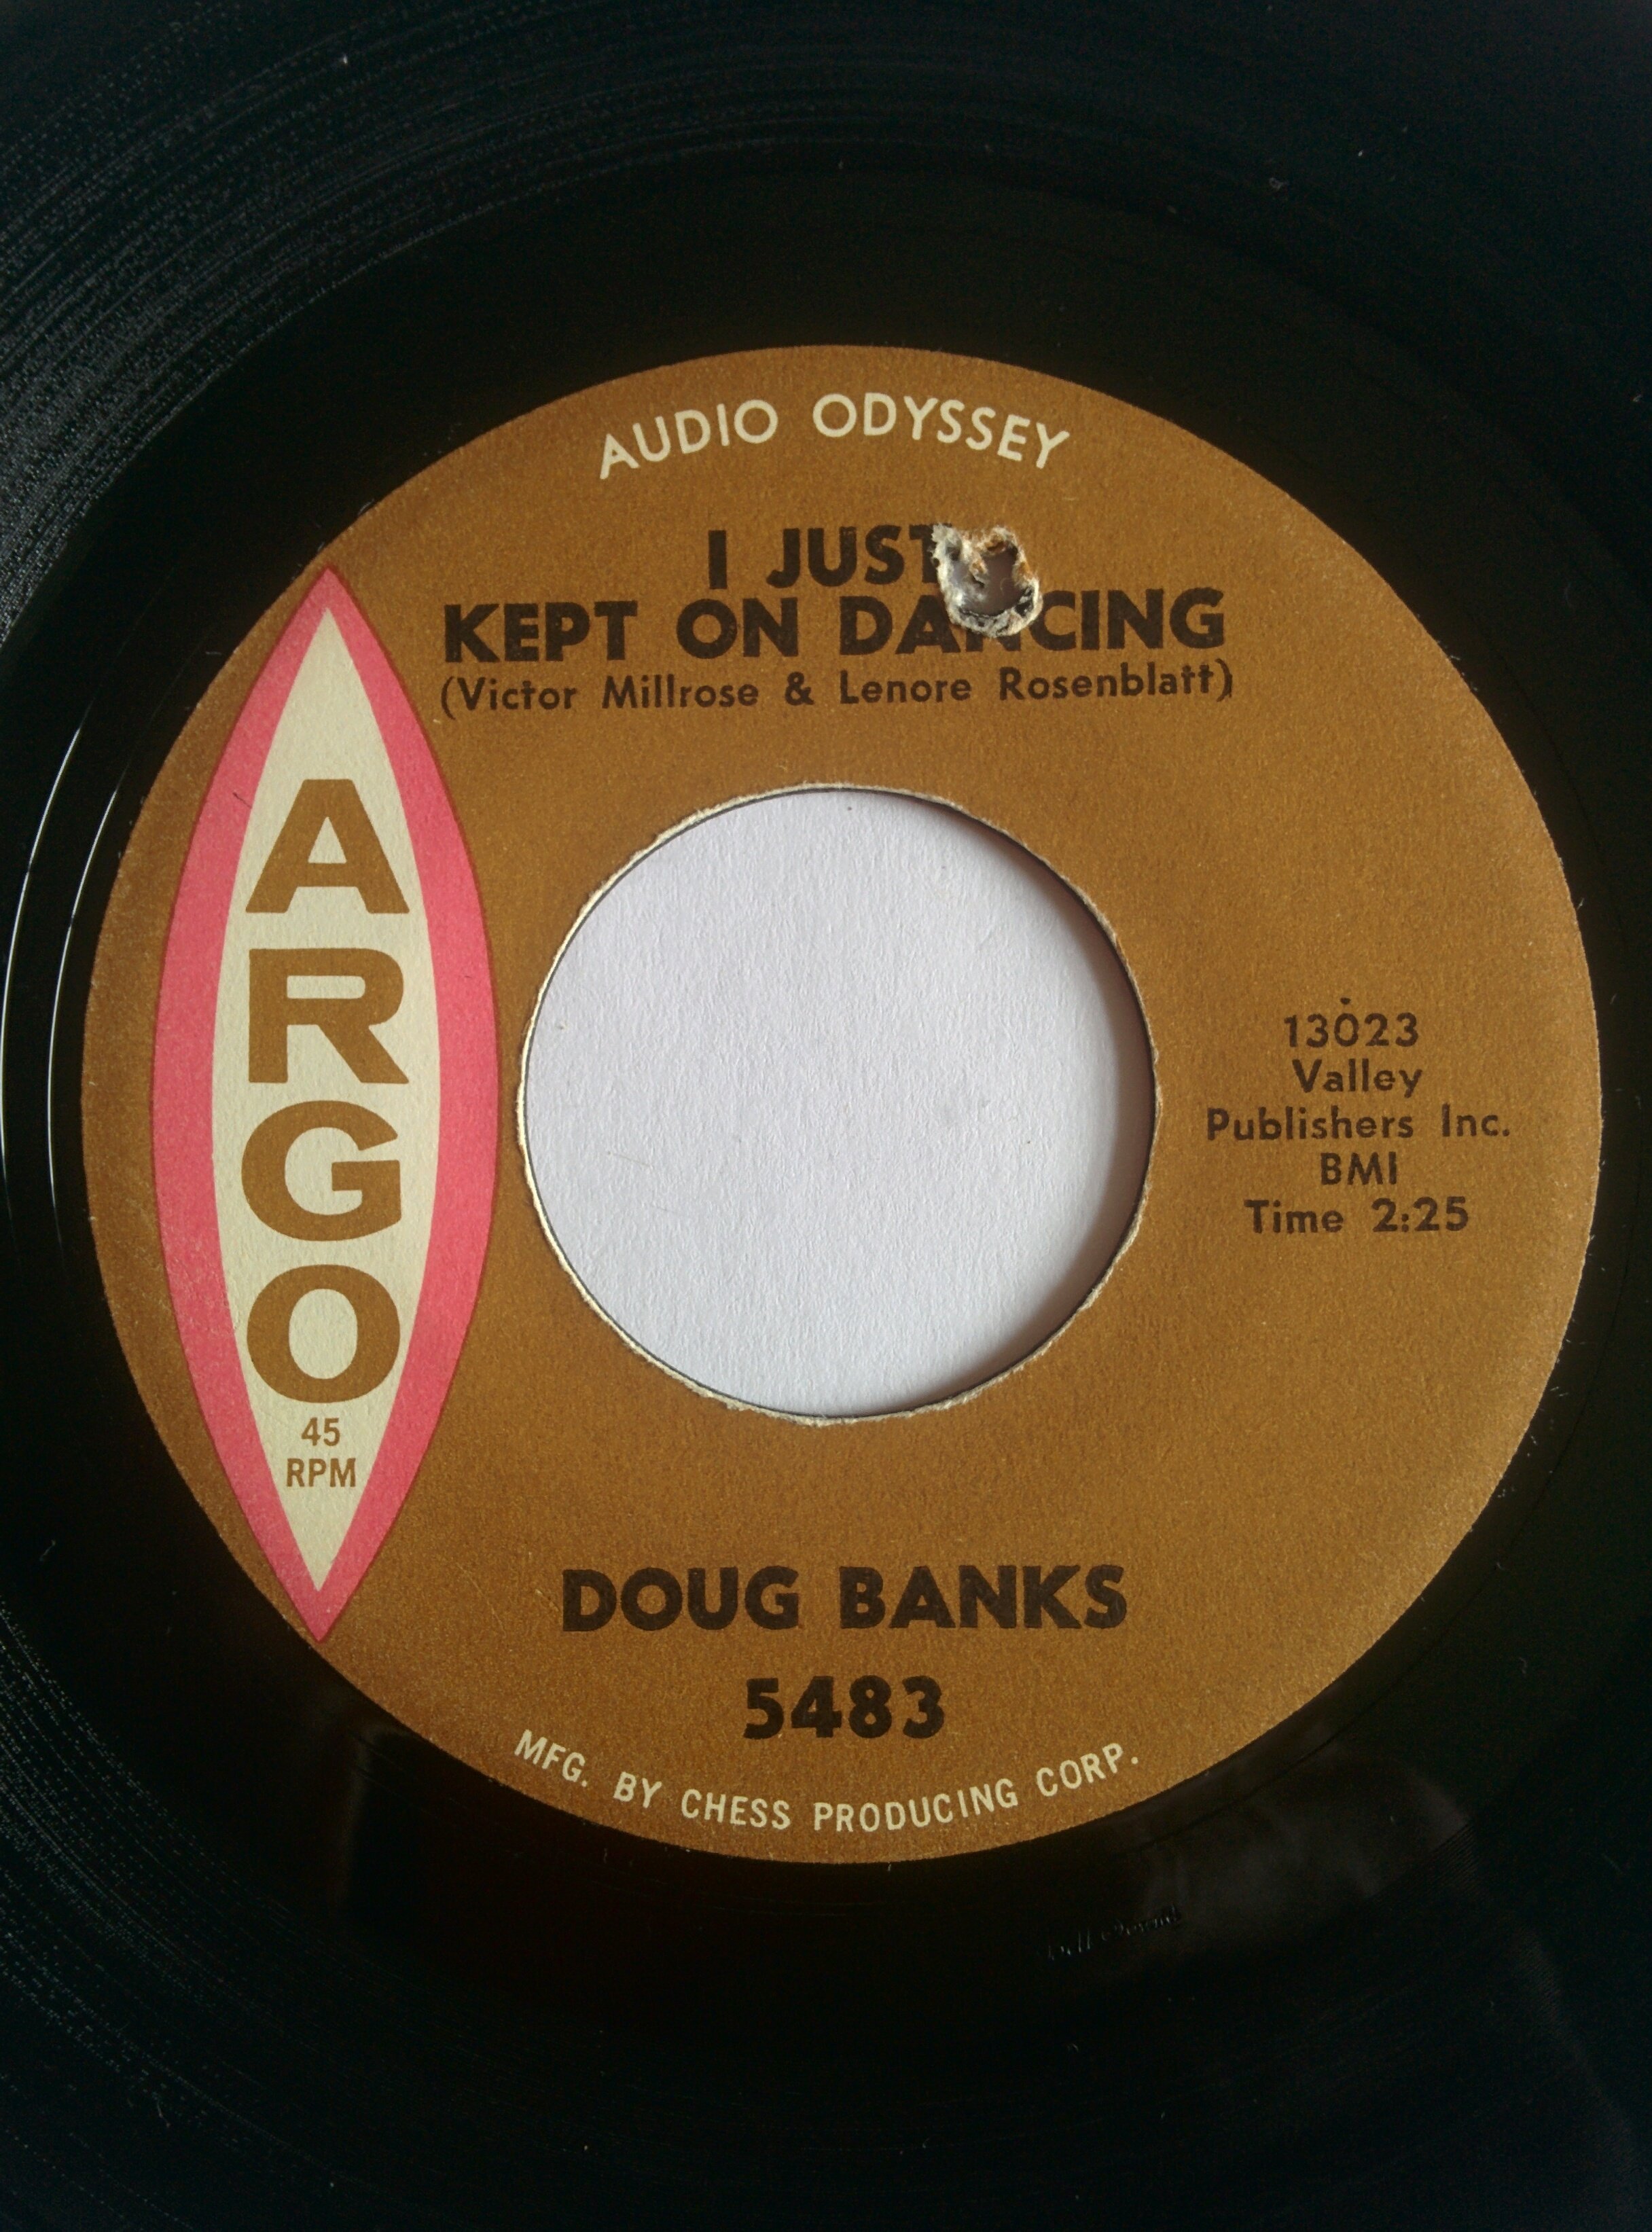 AUDIO ODYSSEY
I JUST
KEPT ON DANCING
(Victor Millrose & Lenore Rosenblatt)
ARGO
45
RPM
13023
Valley
Publishers Inc.
BMI
Time 2:25
DOUG BANKS
5483
MFG. BY CHESS PRODUCING CORP.